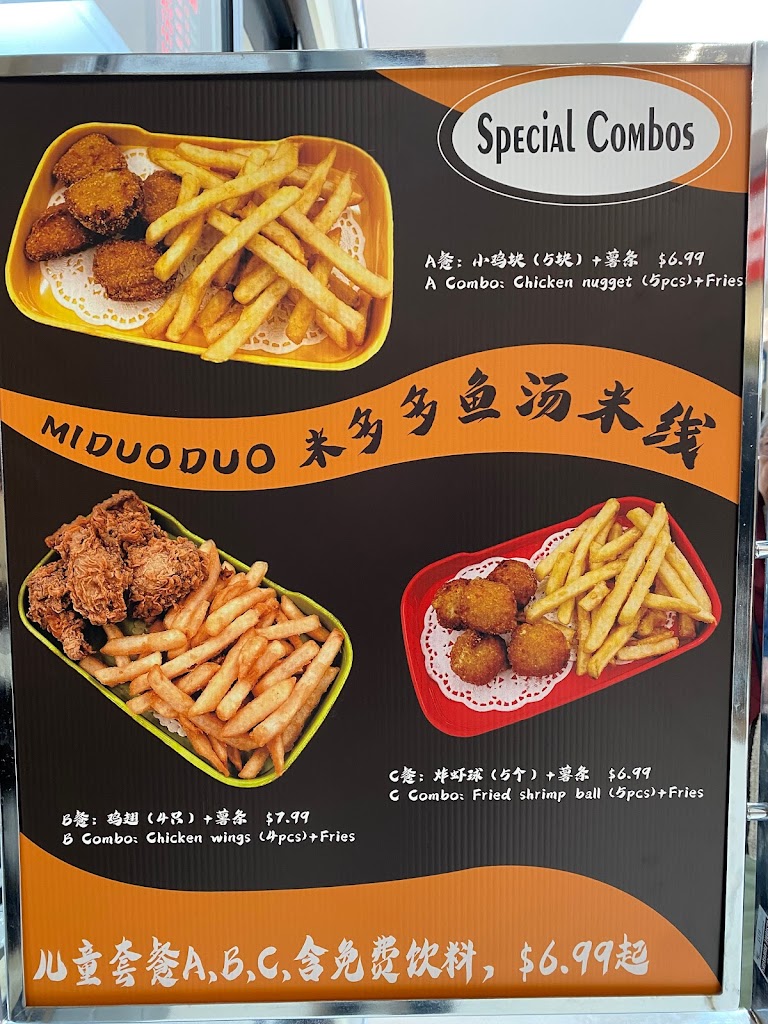 SPECIAL COMBOS
A餐：小鸡块（5块）+薯条 $6.99
A Combo: Chicken nugget (5pcs)+Fries
MIDUODUO 米多多鱼汤米线
B餐：鸡翅（4只）+薯条 $7.99
B Combo: Chicken wings (4pcs)+Fries
C餐：炸虾球（5个）+薯条 $6.99
C Combo: Fried shrimp ball (5pcs)+Fries
儿童套餐A、B、C、含免费饮料，$6.99起